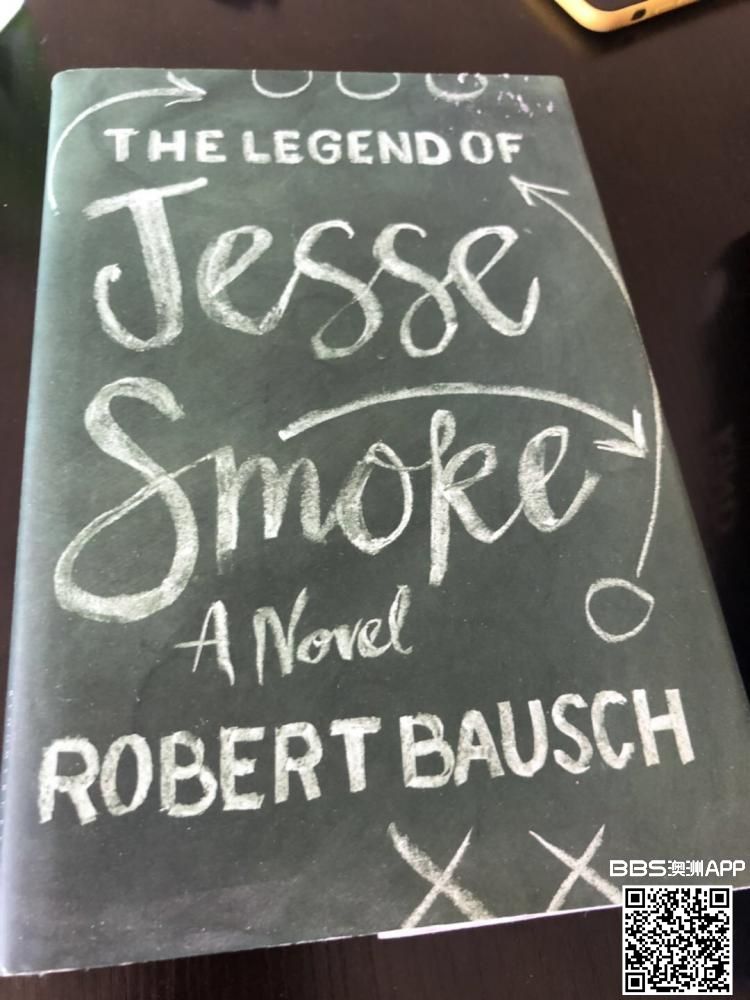 THE LEGEND OF
Jesse
Smoke
A Novel
ROBERT BAUSCH
BBS澳洲APP